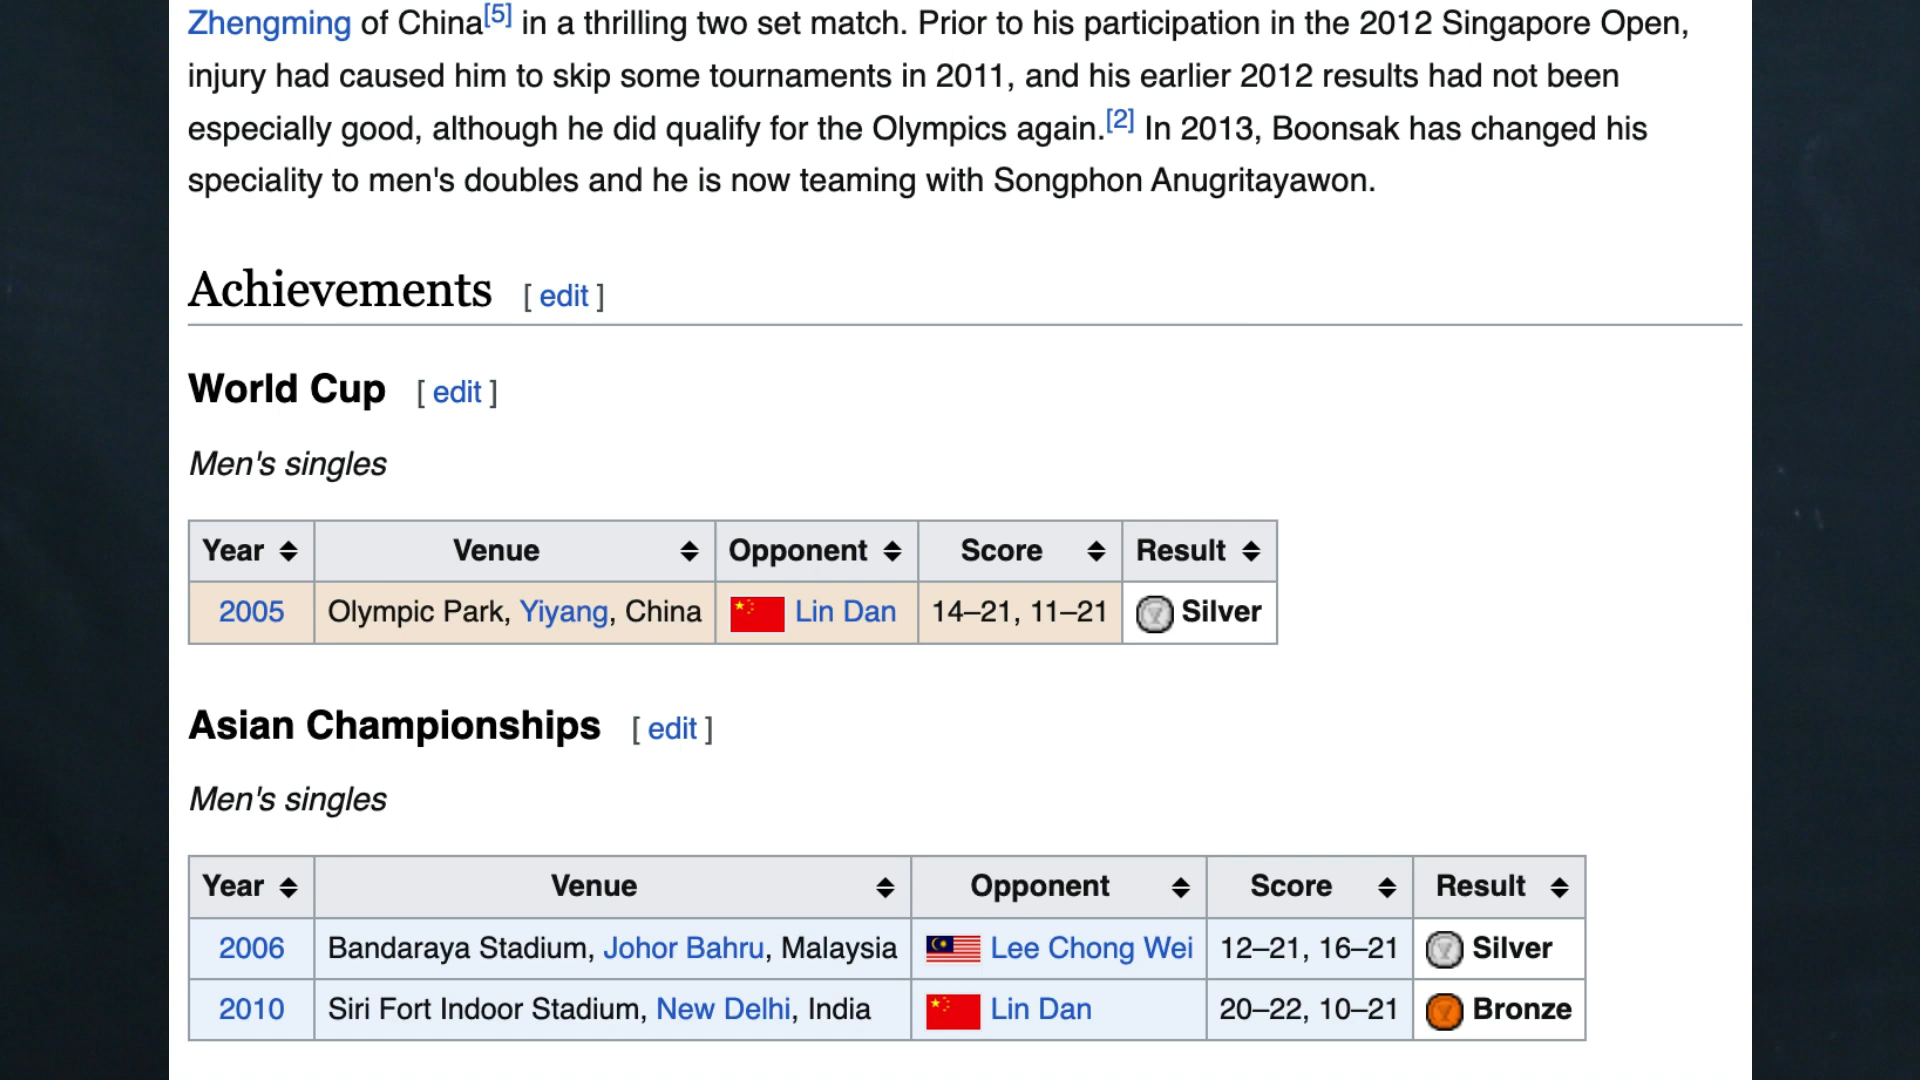 Zhengming of China[5] in a thrilling two set match. Prior to his participation in the 2012 Singapore Open,
injury had caused him to skip some tournaments in 2011, and his earlier 2012 results had not been
especially good, although he did qualify for the Olympics again.[2] In 2013, Boonsak has changed his
speciality to men's doubles and he is now teaming with Songphon Anugritayawon.
Achievements [ edit ]
World Cup [ edit ]
Men's singles
Year Venue Opponent Score Result
2005 Olympic Park, Yiyang, China Lin Dan 14–21, 11–21 Silver
Asian Championships [ edit ]
Men's singles
Year Venue Opponent Score Result
2006 Bandaraya Stadium, Johor Bahru, Malaysia Lee Chong Wei 12–21, 16–21 Silver
2010 Siri Fort Indoor Stadium, New Delhi, India Lin Dan 20–22, 10–21 Bronze